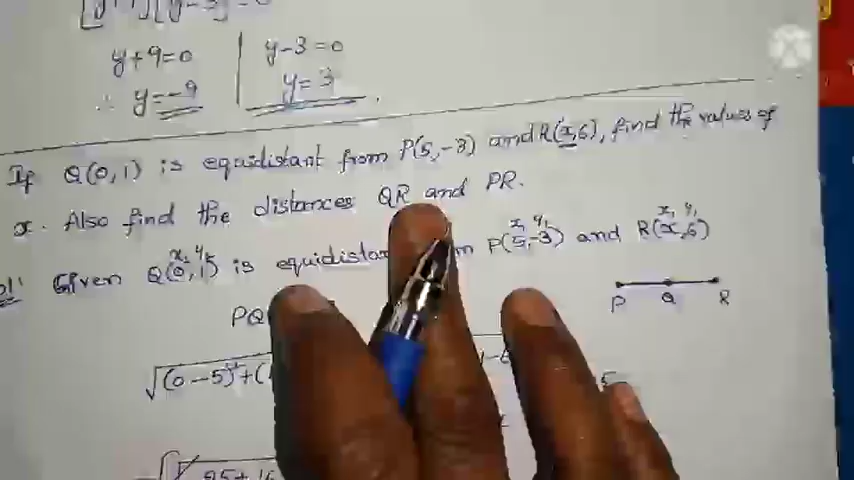 y+9=0 y-3=0
∴ y=-9 y=3.
If Q(0,1) is equidistant from P(5,-3) and R(x,6), find the values of
x. Also find the distances QR and PR.
Given Q(0,1) is equidistant P(5,-3) and R(x,6)
P Q R
PQ
√(0-5)²+(
25+16